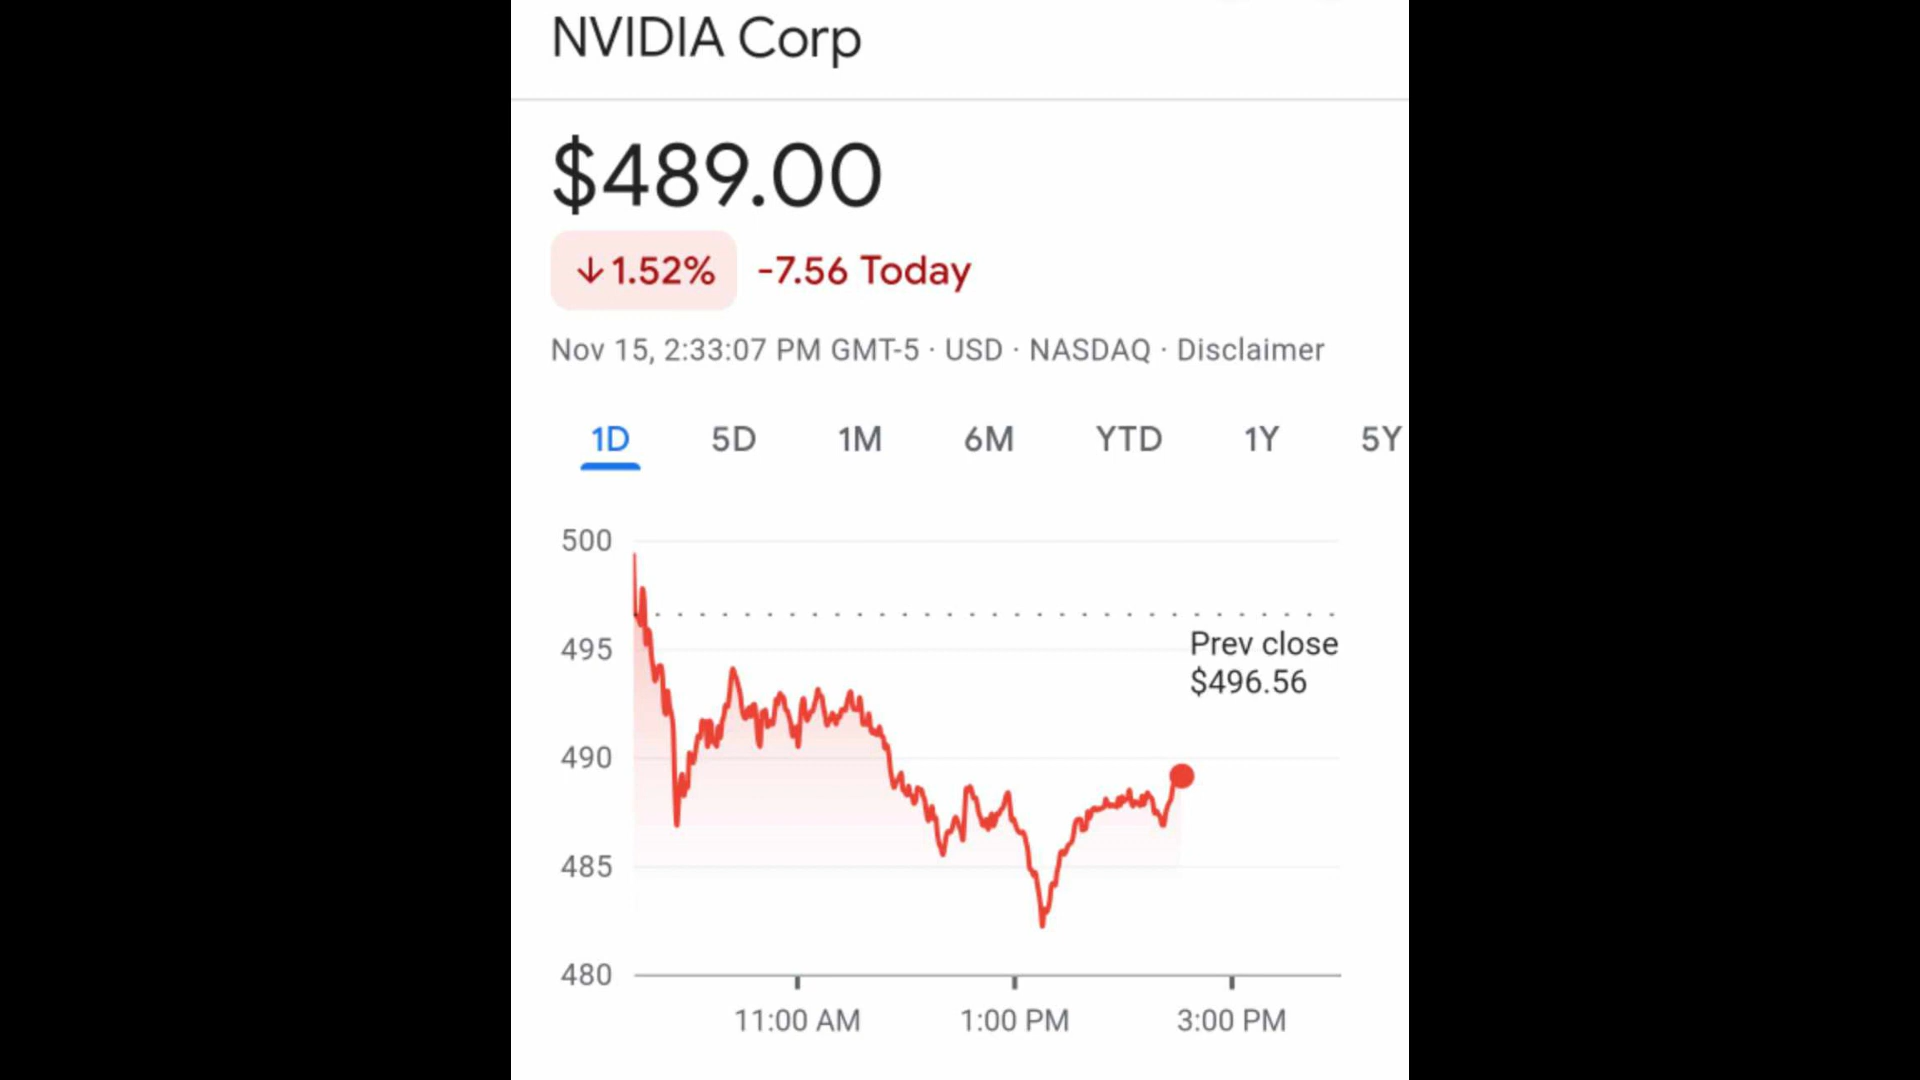 NVIDIA Corp
$489.00
↓1.52% -7.56 Today
Nov 15, 2:33:07 PM GMT-5 · USD · NASDAQ · Disclaimer
1D 5D 1M 6M YTD 1Y 5Y
500
495
490
485
480
Prev close
$496.56
11:00 AM 1:00 PM 3:00 PM